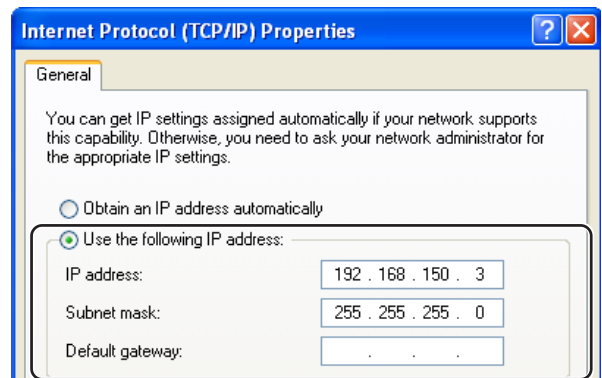 Internet Protocol (TCP/IP) Properties
General
You can get IP settings assigned automatically if your network supports
this capability. Otherwise, you need to ask your network administrator for
the appropriate IP settings.
Obtain an IP address automatically
Use the following IP address:
IP address: 192 . 168 . 150 . 3
Subnet mask: 255 . 255 . 255 . 0
Default gateway: . . .